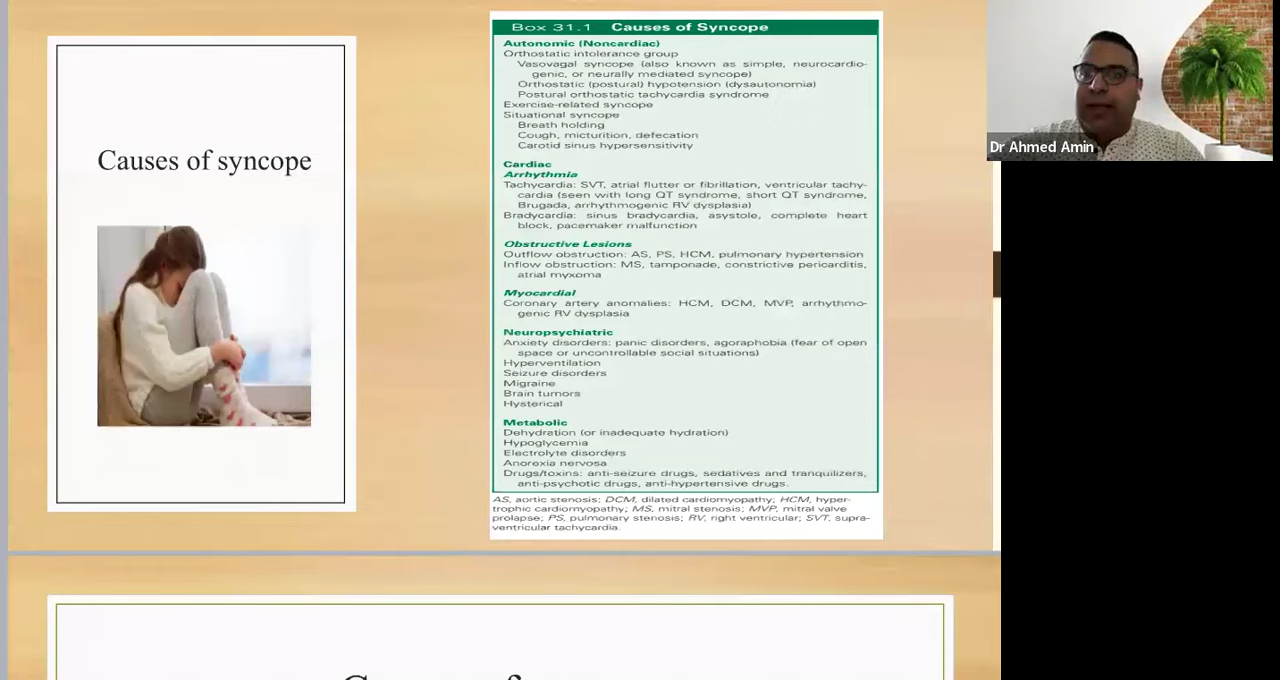 Causes of syncope
Box 31.1 Causes of Syncope
Autonomic (Noncardiac)
Orthostatic intolerance group
Vasovagal syncope (also known as simple, neurocardio-
genic, or neurally mediated syncope)
Orthostatic (postural) hypotension (dysautonomia)
Postural orthostatic tachycardia syndrome
Exercise-related syncope
Situational syncope
Breath holding
Cough, micturition, defecation
Carotid sinus hypersensitivity
Cardiac
Arrhythmia
Tachycardia: SVT, atrial flutter or fibrillation, ventricular tachy-
cardia (seen with long QT syndrome, short QT syndrome,
Brugada, arrhythmogenic RV dysplasia)
Bradycardia: sinus bradycardia, asystole, complete heart
block, pacemaker malfunction
Obstructive Lesions
Outflow obstruction: AS, PS, HCM, pulmonary hypertension
Inflow obstruction: MS, tamponade, constrictive pericarditis,
atrial myxoma
Myocardial
Coronary artery anomalies: HCM, DCM, MVP, arrhythmo-
genic RV dysplasia
Neuropsychiatric
Anxiety disorders: panic disorders, agoraphobia (fear of open
space or uncontrollable social situations)
Hyperventilation
Seizure disorders
Migraine
Brain tumors
Hysterical
Metabolic
Dehydration (or inadequate hydration)
Hypoglycemia
Electrolyte disorders
Anorexia nervosa
Drugs/toxins: anti-seizure drugs, sedatives and tranquilizers,
anti-psychotic drugs, anti-hypertensive drugs.
AS, aortic stenosis; DCM, dilated cardiomyopathy; HCM, hyper-
trophic cardiomyopathy; MS, mitral stenosis; MVP, mitral valve
prolapse; PS, pulmonary stenosis; RV, right ventricular; SVT, supra-
ventricular tachycardia.
Dr Ahmed Amin